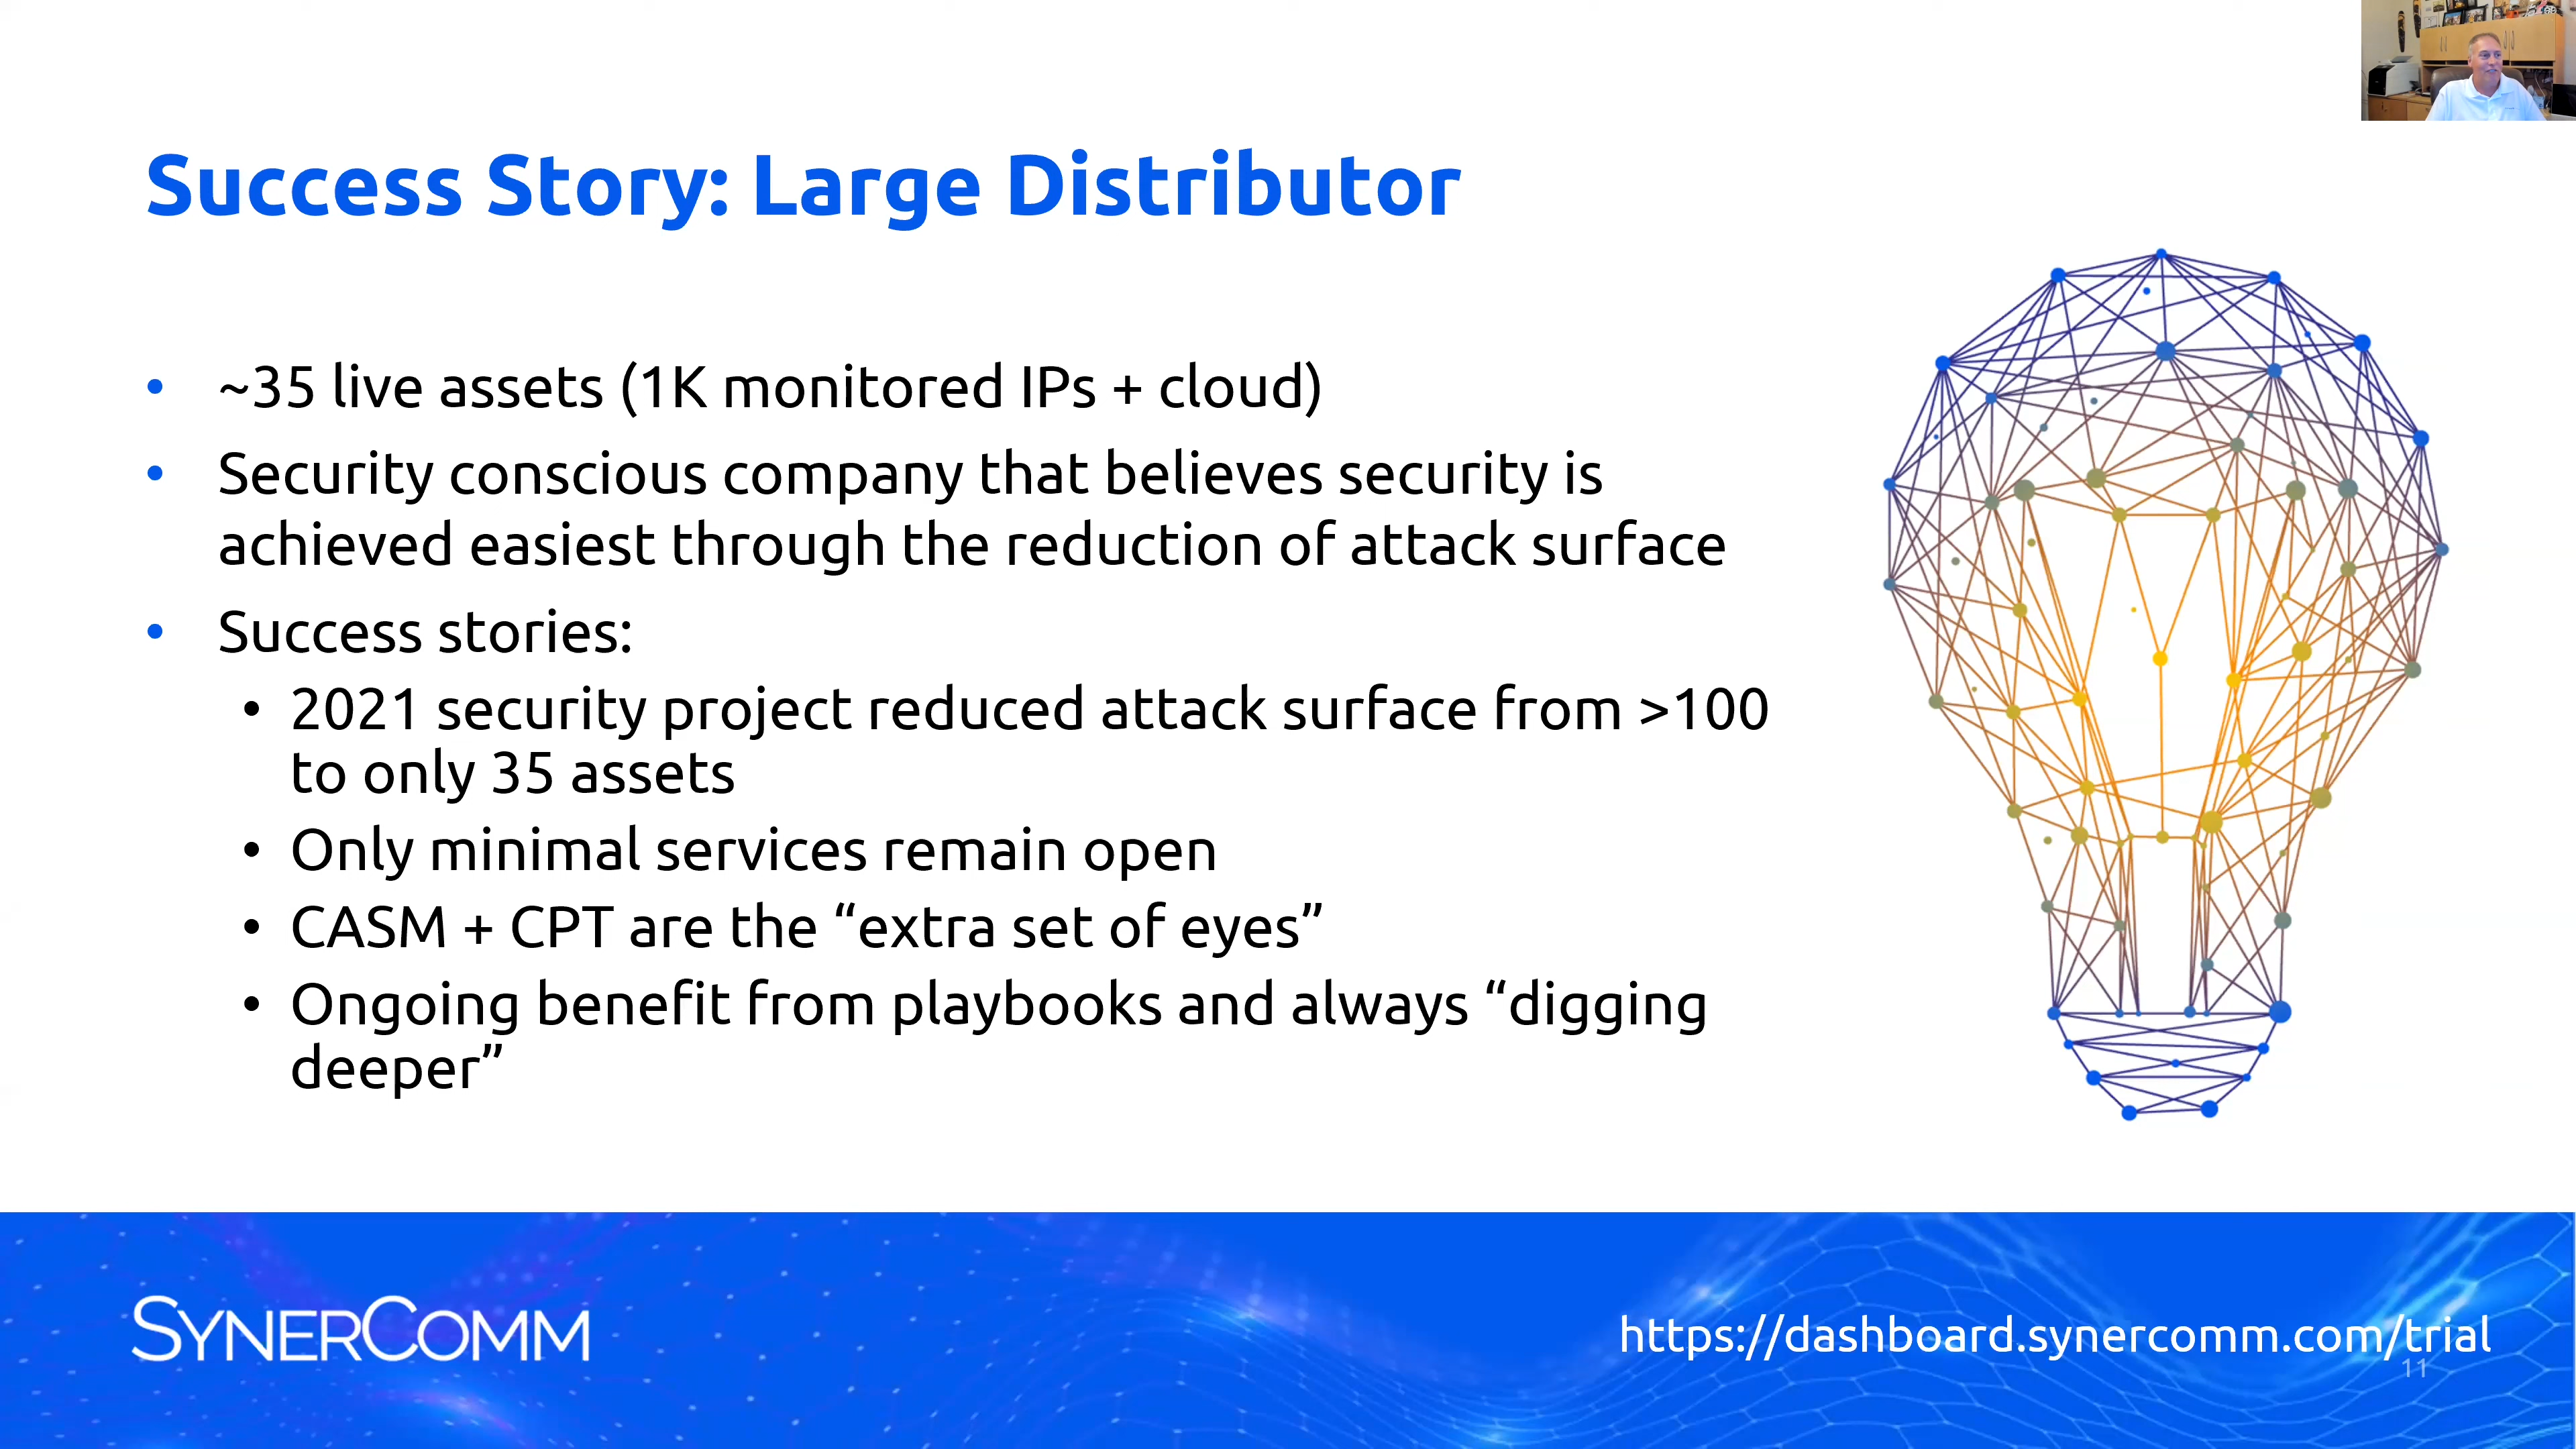 Success Story: Large Distributor
• ~35 live assets (1K monitored IPs + cloud)
• Security conscious company that believes security is
achieved easiest through the reduction of attack surface
• Success stories:
• 2021 security project reduced attack surface from >100
to only 35 assets
• Only minimal services remain open
• CASM + CPT are the “extra set of eyes”
• Ongoing benefit from playbooks and always “digging
deeper”
SYNERCOMM
https://dashboard.synercomm.com/trial
11